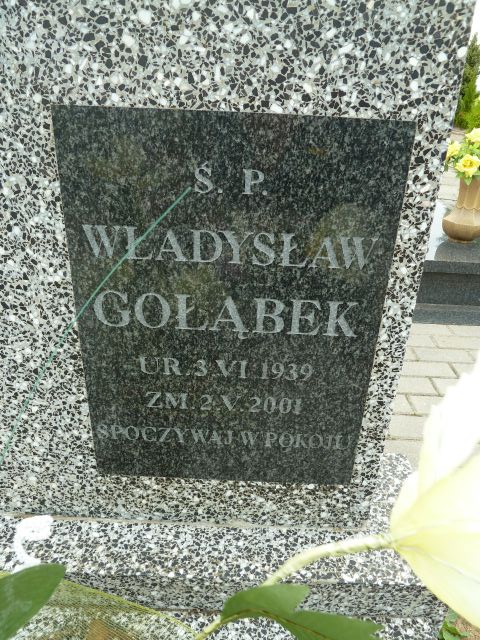 Ś. P.
WŁADYSŁAW
GOŁĄBEK
UR. 3 VI 1939
ZM. 2. V. 2001
SPOCZYWAJ W POKOJU